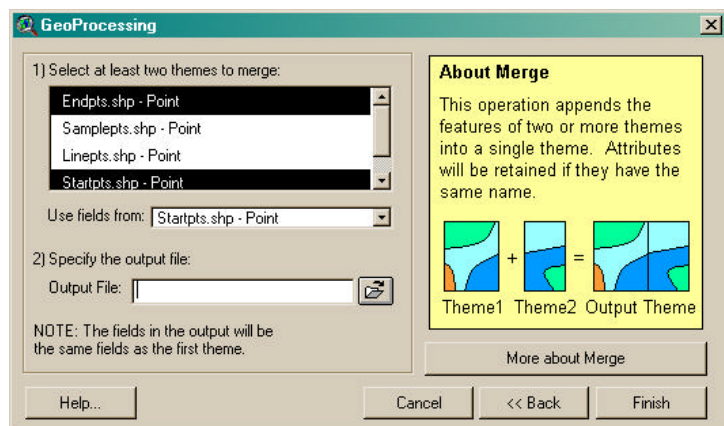 GeoProcessing
1) Select at least two themes to merge:
Endpts.shp - Point
Samplepts.shp - Point
Linepts.shp - Point
Startpts.shp - Point
Use fields from: Startpts.shp - Point
2) Specify the output file:
Output File:
NOTE: The fields in the output will be
the same fields as the first theme.
About Merge
This operation appends the
features of two or more themes
into a single theme. Attributes
will be retained if they have the
same name.
+ =
Theme1 Theme2 Output Theme
More about Merge
Help... Cancel << Back Finish